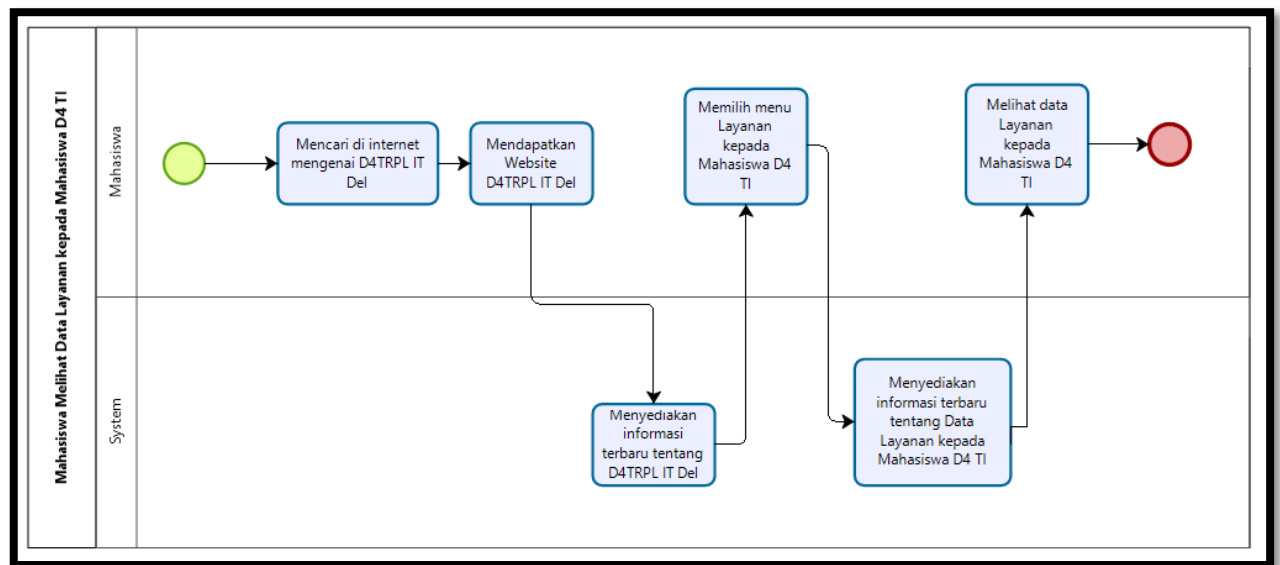 Mahasiswa Melihat Data Layanan kepada Mahasiswa D4 TI
Mahasiswa
Mencari di internet
mengenai D4TRPL IT
Del
Mendapatkan
Website
D4TRPL IT Del
Memilih menu
Layanan
kepada
Mahasiswa D4
TI
Melihat data
Layanan
kepada
Mahasiswa D4
TI
System
Menyediakan
informasi
terbaru tentang
D4TRPL IT Del
Menyediakan
informasi terbaru
tentang Data
Layanan kepada
Mahasiswa D4 TI